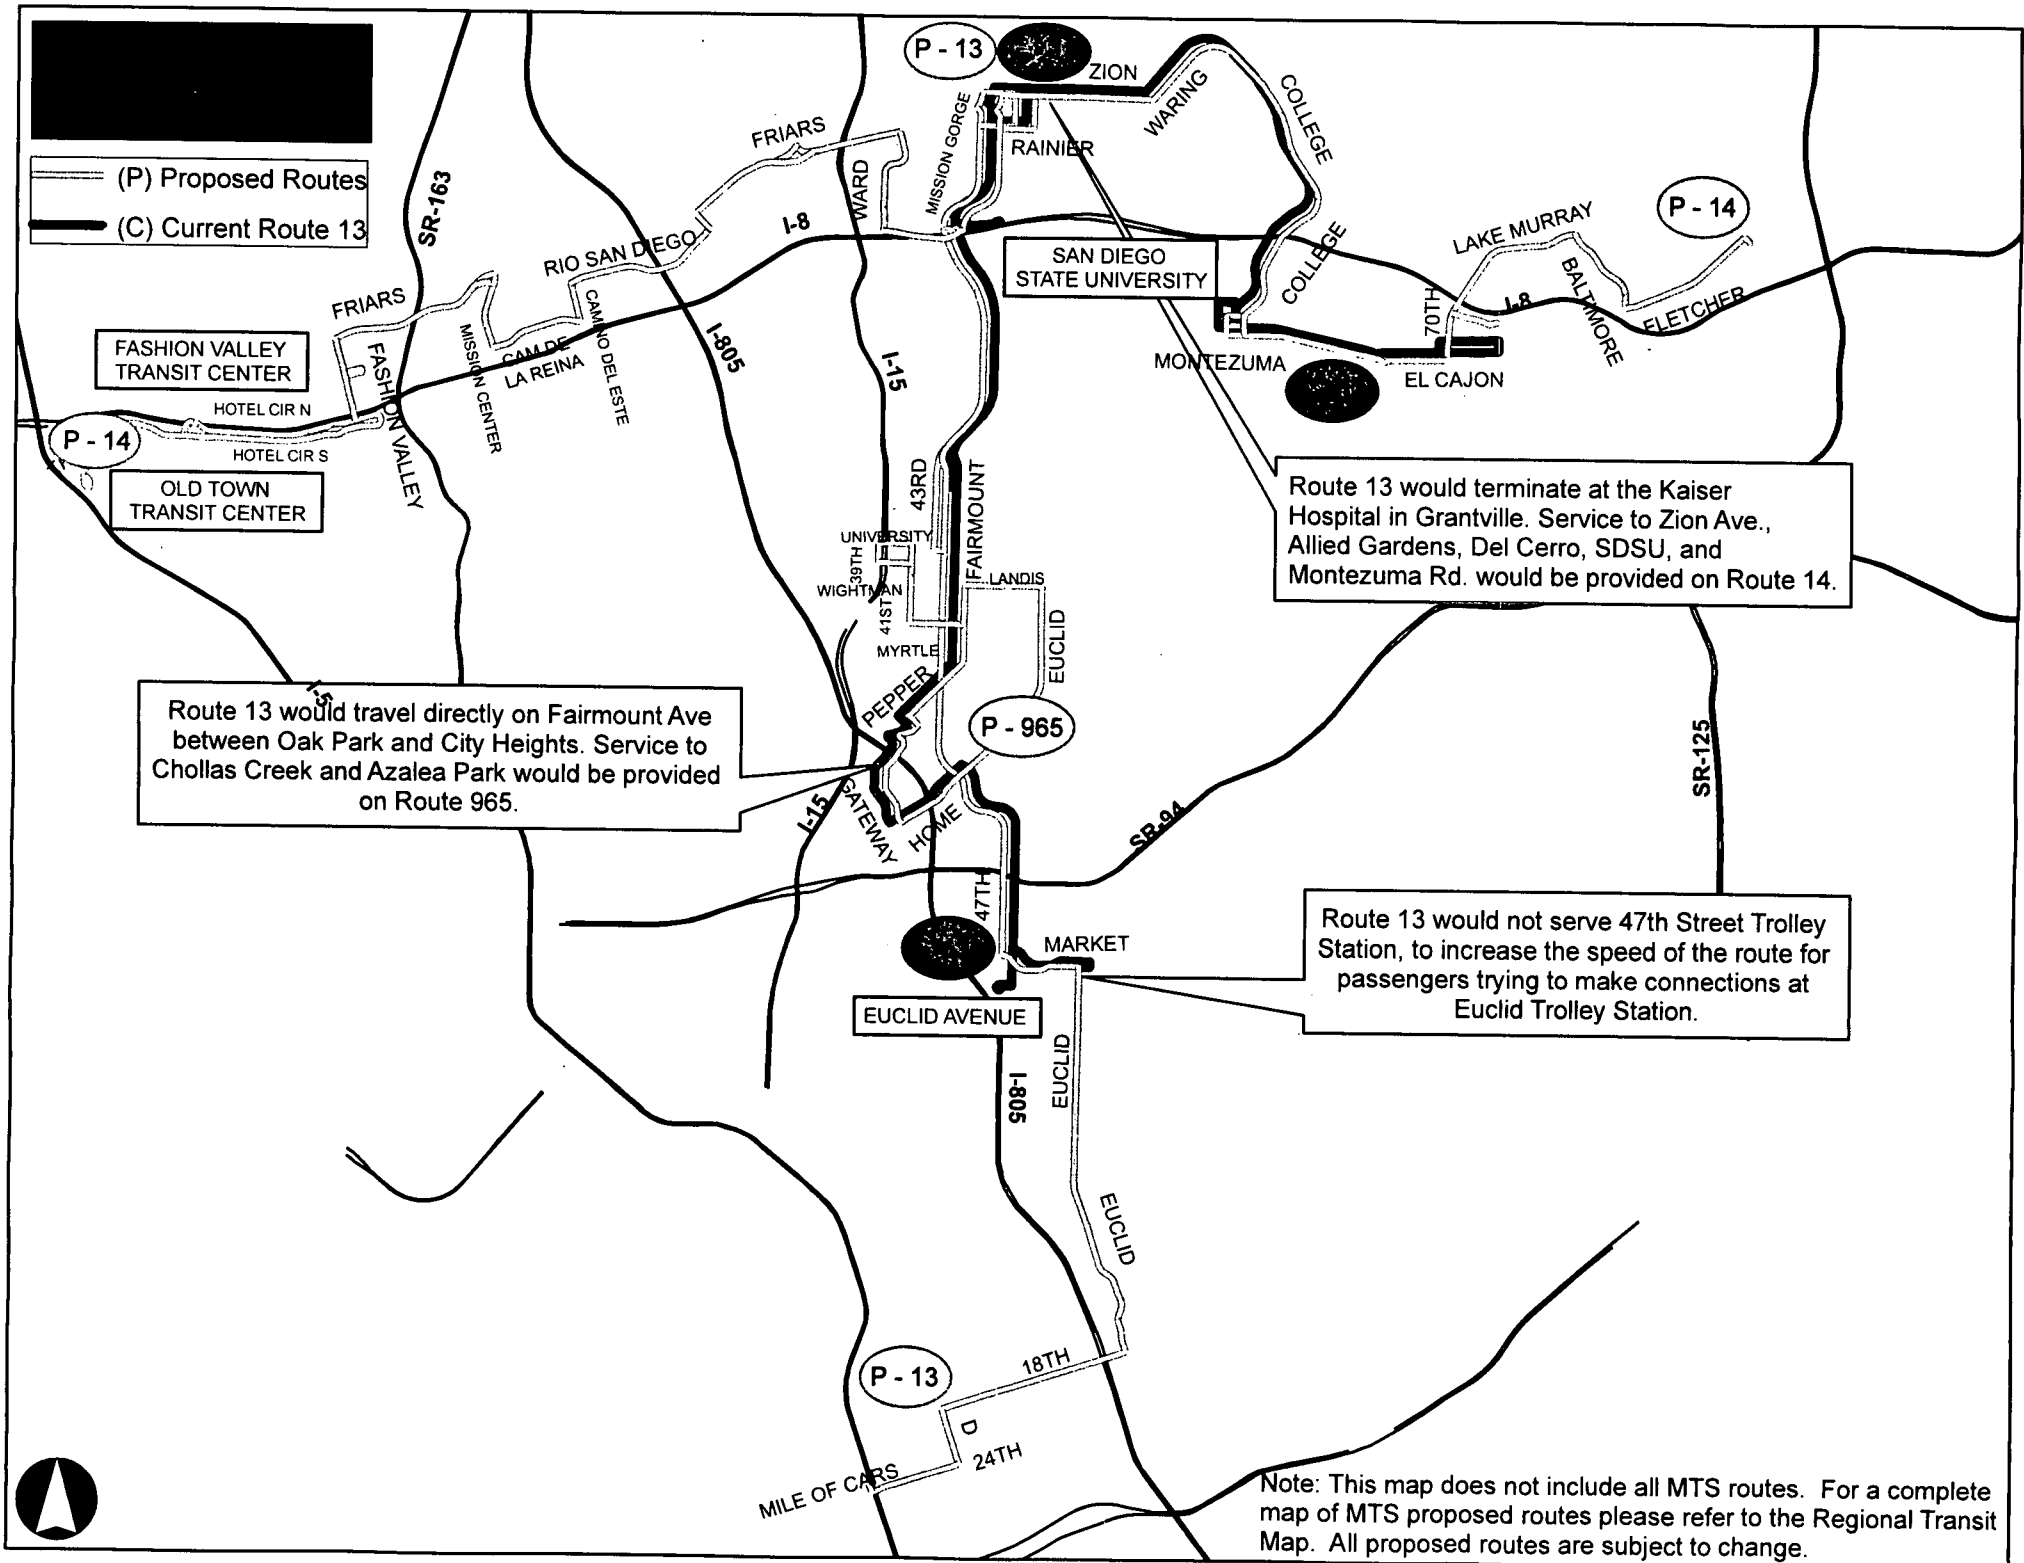 P - 13
ZION
WARING
COLLEGE
MISSION GORGE
RAINIER
FRIARS
WARD
(P) Proposed Routes
(C) Current Route 13
SR-163
I-8
RIO SAN DIEGO
FRIARS
SAN DIEGO
STATE UNIVERSITY
COLLEGE
LAKE MURRAY
P - 14
BALTIMORE
70TH
I-8
FLETCHER
FASHION VALLEY
TRANSIT CENTER
FASHION VALLEY
MISSION CENTER
CAM DE
LA REINA
CAMINO DEL ESTE
I-805
I-15
MONTEZUMA
EL CAJON
HOTEL CIR N
P - 14
HOTEL CIR S
OLD TOWN
TRANSIT CENTER
43RD
FAIRMOUNT
UNIVERSITY
39TH
LANDIS
WIGHTMAN
41ST
EUCLID
MYRTLE
PEPPER
Route 13 would terminate at the Kaiser
Hospital in Grantville. Service to Zion Ave.,
Allied Gardens, Del Cerro, SDSU, and
Montezuma Rd. would be provided on Route 14.
I-5
Route 13 would travel directly on Fairmount Ave
between Oak Park and City Heights. Service to
Chollas Creek and Azalea Park would be provided
on Route 965.
P - 965
I-15
GATEWAY
HOME
SR-94
SR-125
47TH
MARKET
EUCLID AVENUE
Route 13 would not serve 47th Street Trolley
Station, to increase the speed of the route for
passengers trying to make connections at
Euclid Trolley Station.
I-805
EUCLID
EUCLID
P - 13
18TH
D
24TH
MILE OF CARS
Note: This map does not include all MTS routes. For a complete
map of MTS proposed routes please refer to the Regional Transit
Map. All proposed routes are subject to change.